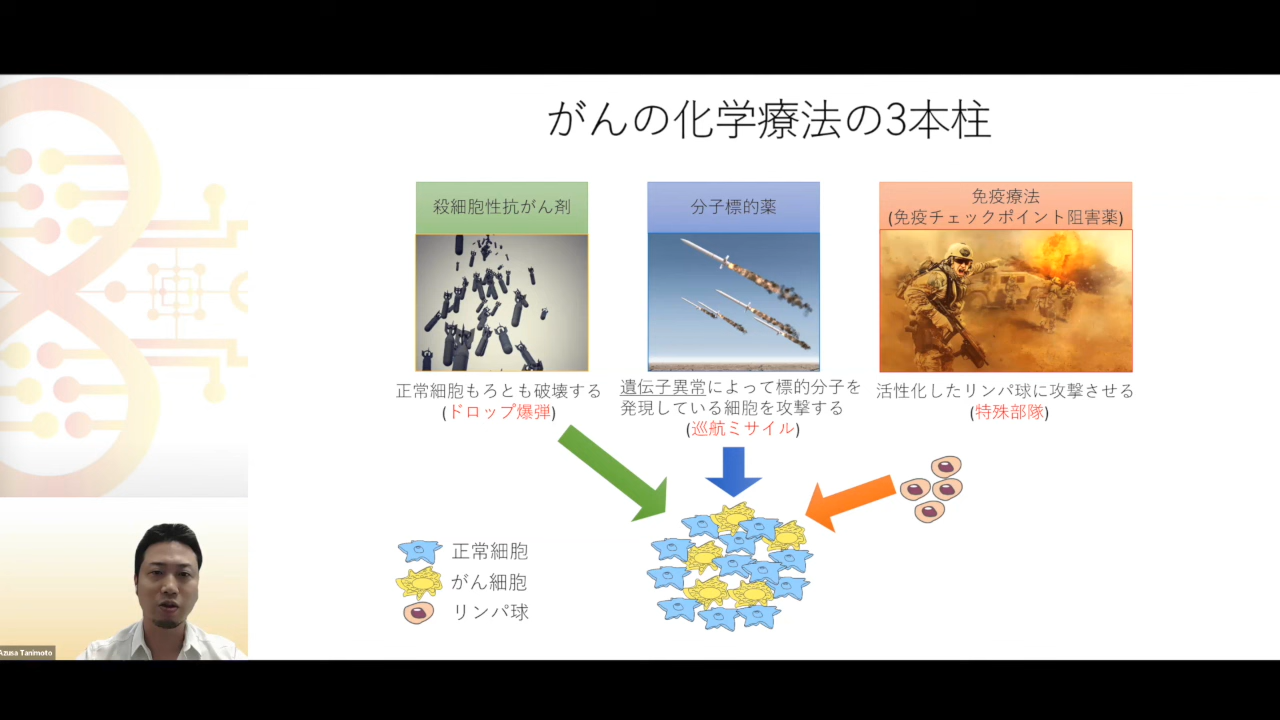 がんの化学療法の3本柱
殺細胞性抗がん剤
正常細胞もろとも破壊する
(ドロップ爆弾)
分子標的薬
遺伝子異常によって標的分子を
発現している細胞を攻撃する
(巡航ミサイル)
免疫療法
(免疫チェックポイント阻害薬)
活性化したリンパ球に攻撃させる
(特殊部隊)
正常細胞
がん細胞
リンパ球
Azusa Tanimoto